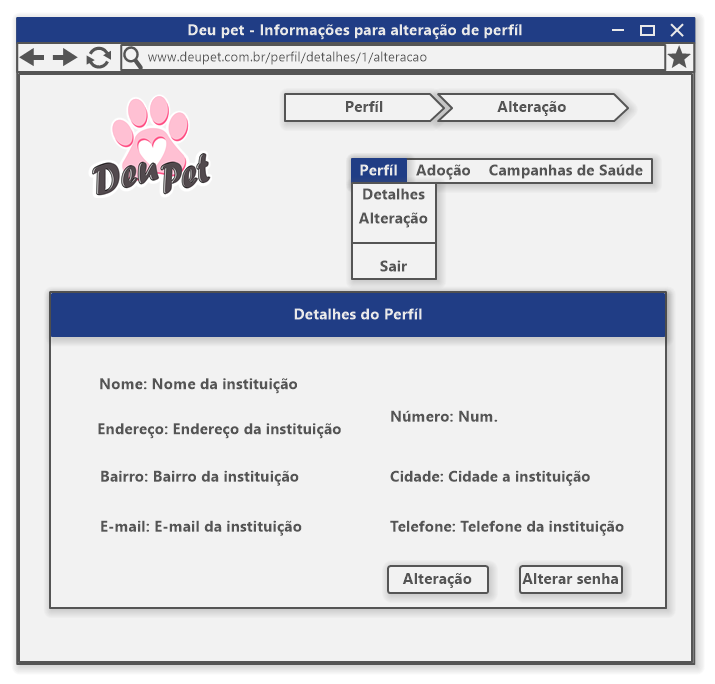 Deu pet - Informações para alteração de perfíl
www.deupet.com.br/perfil/detalhes/1/alteracao
Perfíl
Alteração
Deu Pet
Perfíl Adoção Campanhas de Saúde
Detalhes
Alteração
Sair
Detalhes do Perfíl
Nome: Nome da instituição
Número: Num.
Endereço: Endereço da instituição
Bairro: Bairro da instituição
Cidade: Cidade a instituição
E-mail: E-mail da instituição
Telefone: Telefone da instituição
Alteração
Alterar senha